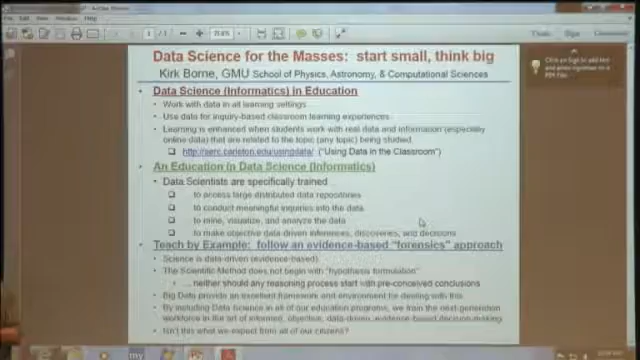 Data Science for the Masses: start small, think big
Kirk Borne, GMU School of Physics, Astronomy, & Computational Sciences
• Data Science (Informatics) in Education
• Work with data in all learning settings
• Use data for inquiry-based classroom learning experiences
• Learning is enhanced when students work with real data and information (especially
online data) that are related to the topic (any topic) being studied
❑ http://serc.carleton.edu/usingdata/ ("Using Data in the Classroom")
• An Education in Data Science (Informatics)
• Data Scientists are specifically trained
❑ to access large distributed data repositories
❑ to conduct meaningful inquiries into the data
❑ to mine, visualize, and analyze the data
❑ to make objective data-driven inferences, discoveries, and decisions
• Teach by Example: follow an evidence-based "forensics" approach
• Science is data-driven (evidence-based)
• The Scientific Method does not begin with "hypothesis formulation"
• ... neither should any reasoning process start with pre-conceived conclusions
• Big Data provide an excellent framework and environment for dealing with this
• By including Data Science in all of our education programs, we train the next-generation
workforce in the art of informed, objective, data-driven, evidence-based decision-making
• Isn't this what we expect from all of our citizens?